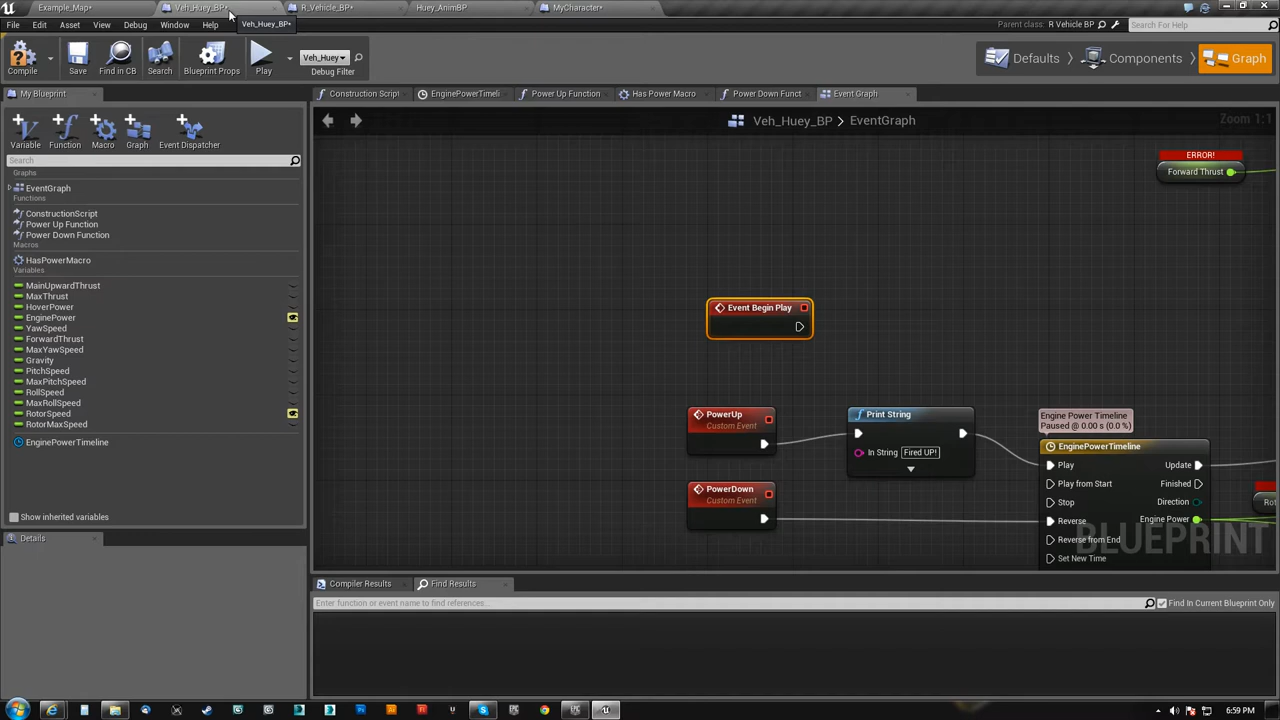 Example_Map*
Veh_Huey_BP*
R_Vehicle_BP*
Huey_AnimBP
MyCharacter*
File
Edit
Asset
View
Debug
Window
Help
Veh_Huey_BP*
Parent class: R Vehicle BP
Search For Help
Compile
Save
Find in CB
Search
Blueprint Props
Play
Veh_Huey
Debug Filter
Defaults
Components
Graph
My Blueprint
Construction Script
EnginePowerTimeli
Power Up Function
Has Power Macro
Power Down Funct
Event Graph
Variable
Function
Macro
Graph
Event Dispatcher
Veh_Huey_BP > EventGraph
Zoom 1:1
Search
Graphs
EventGraph
Functions
ConstructionScript
Power Up Function
Power Down Function
Macros
HasPowerMacro
Variables
MainUpwardThrust
MaxThrust
HoverPower
EnginePower
YawSpeed
ForwardThrust
MaxYawSpeed
Gravity
PitchSpeed
MaxPitchSpeed
RollSpeed
MaxRollSpeed
RotorSpeed
RotorMaxSpeed
EnginePowerTimeline
Show inherited variables
Details
ERROR!
Forward Thrust
Event Begin Play
PowerUp
Custom Event
Print String
In String Fired UP!
Engine Power Timeline
Paused @ 0.00 s (0.0 %)
EnginePowerTimeline
Play
Update
Play from Start
Finished
Stop
Direction
Reverse
Engine Power
Reverse from End
Set New Time
PowerDown
Custom Event
Rot
BLUEPRINT
Compiler Results
Find Results
Enter function or event name to find references...
Find In Current Blueprint Only
6:59 PM